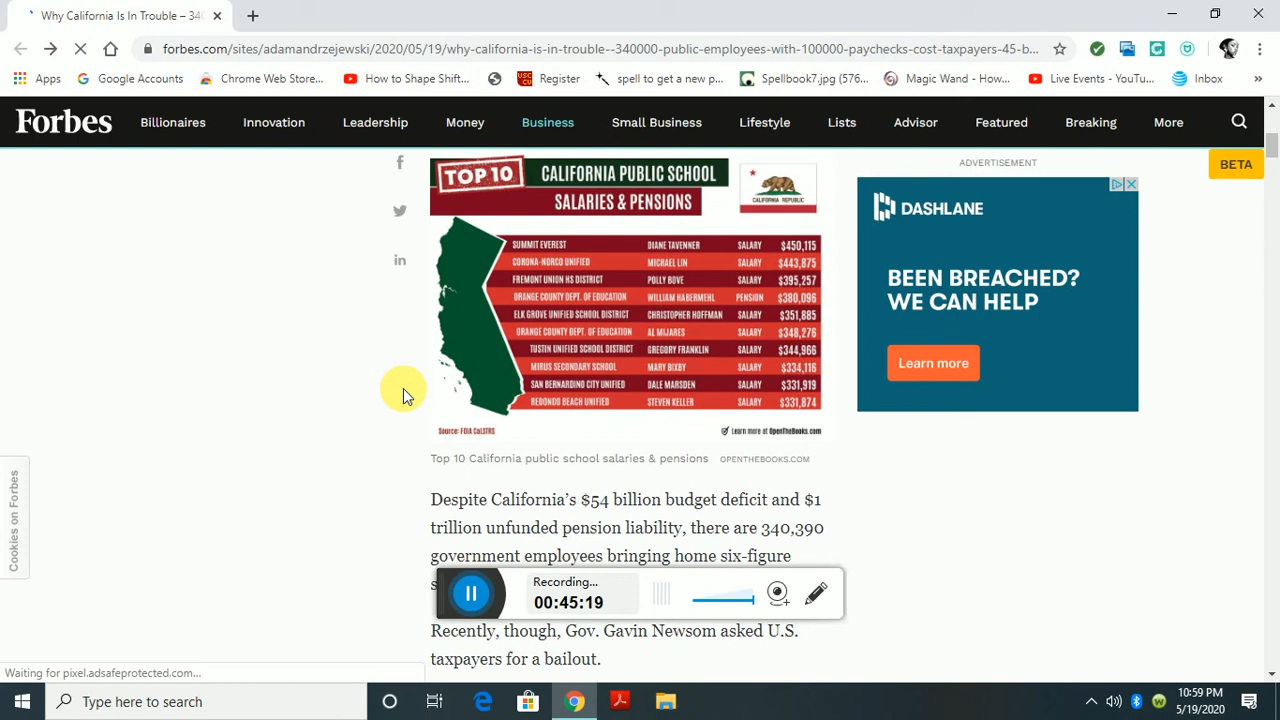 Why California Is In Trouble – 340
forbes.com/sites/adamandrzejewski/2020/05/19/why-california-is-in-trouble--340000-public-employees-with-100000-paychecks-cost-taxpayers-45-b...
Apps Google Accounts Chrome Web Store... How to Shape Shift... Register spell to get a new p... Spellbook7.jpg (576... Magic Wand - How... Live Events - YouTu... Inbox »
Forbes Billionaires Innovation Leadership Money Business Small Business Lifestyle Lists Advisor Featured Breaking More
BETA
ADVERTISEMENT
TOP 10 CALIFORNIA PUBLIC SCHOOL
SALARIES & PENSIONS
CALIFORNIA REPUBLIC
SUMMIT EVEREST DIANE TAVENNER SALARY $450,115
CORONA-NORCO UNIFIED MICHAEL LIN SALARY $443,875
FREMONT UNION HS DISTRICT POLLY BOVE SALARY $395,257
ORANGE COUNTY DEPT. OF EDUCATION WILLIAM HABERMEHL PENSION $380,096
ELK GROVE UNIFIED SCHOOL DISTRICT CHRISTOPHER HOFFMAN SALARY $351,885
ORANGE COUNTY DEPT. OF EDUCATION AL MIJARES SALARY $348,276
TUSTIN UNIFIED SCHOOL DISTRICT GREGORY FRANKLIN SALARY $344,966
MIRUS SECONDARY SCHOOL MARY BIXBY SALARY $334,116
SAN BERNARDINO CITY UNIFIED DALE MARSDEN SALARY $331,919
REDONDO BEACH UNIFIED STEVEN KELLER SALARY $331,874
Source: FOIA CalSTRS Learn more at OpenTheBooks.com
Top 10 California public school salaries & pensions OPENTHEBOOKS.COM
DASHLANE
BEEN BREACHED?
WE CAN HELP
Learn more
Cookies on Forbes
Despite California's $54 billion budget deficit and $1
trillion unfunded pension liability, there are 340,390
government employees bringing home six-figure
Recording...
00:45:19
Recently, though, Gov. Gavin Newsom asked U.S.
taxpayers for a bailout.
Waiting for pixel.adsafeprotected.com...
Type here to search
10:59 PM
5/19/2020